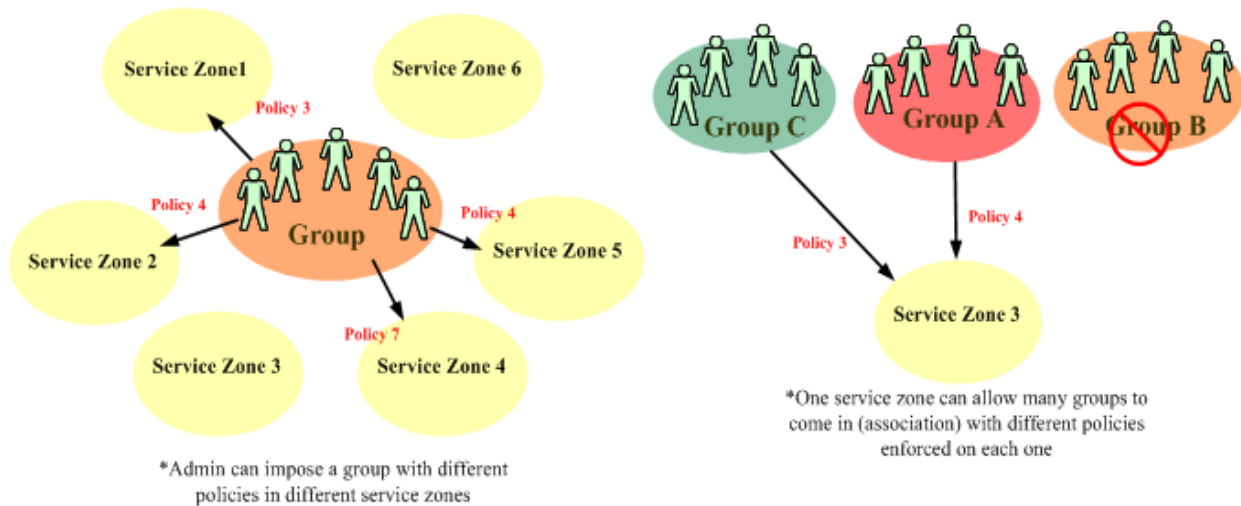 Service Zone1
Service Zone 6
Policy 3
Policy 4
Policy 4
Group
Service Zone 2
Service Zone 5
Policy 7
Service Zone 3
Service Zone 4
*Admin can impose a group with different
policies in different service zones
Group C
Group A
Group B
Policy 3
Policy 4
Service Zone 3
*One service zone can allow many groups to
come in (association) with different policies
enforced on each one